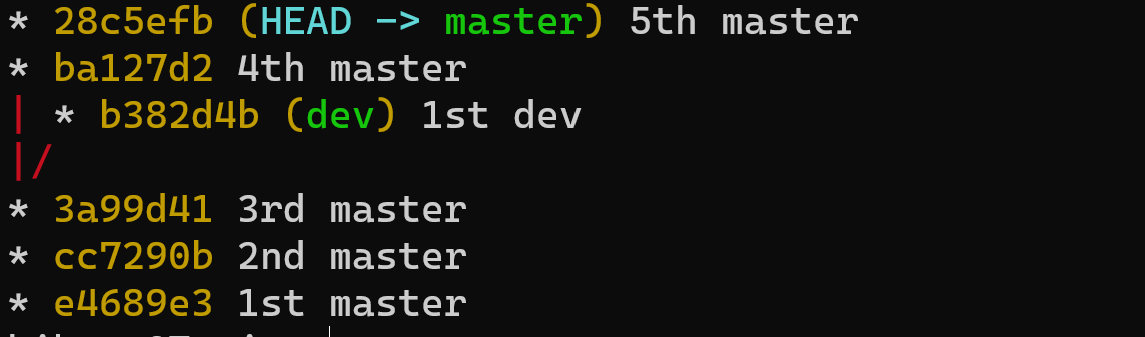 * 28c5efb (HEAD -> master) 5th master
* ba127d2 4th master
| * b382d4b (dev) 1st dev
|/
* 3a99d41 3rd master
* cc7290b 2nd master
* e4689e3 1st master